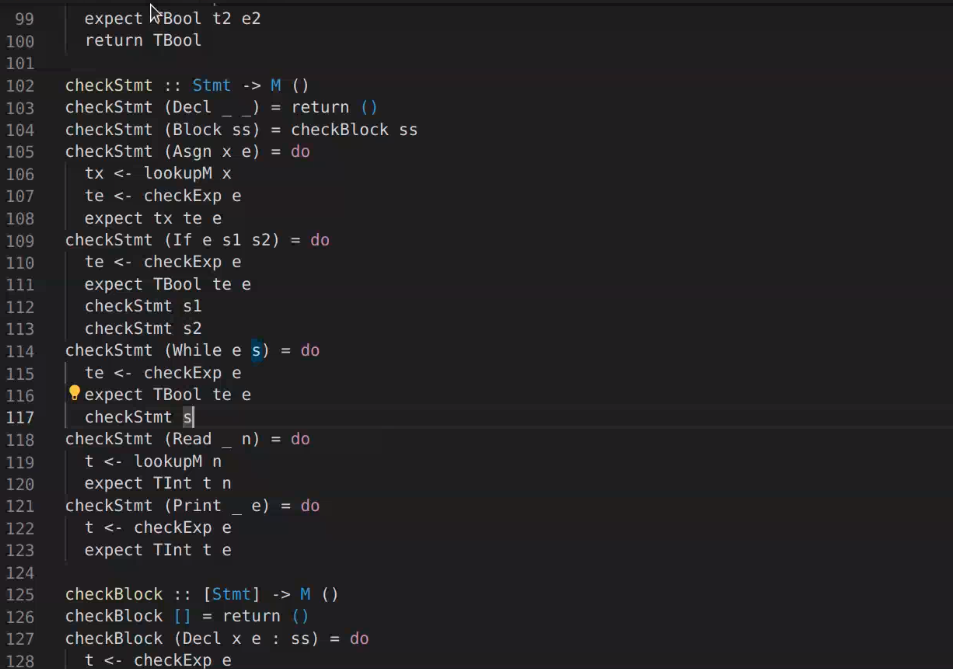 99 expect TBool t2 e2
100 return TBool
101
102 checkStmt :: Stmt -> M ()
103 checkStmt (Decl _ _) = return ()
104 checkStmt (Block ss) = checkBlock ss
105 checkStmt (Asgn x e) = do
106 tx <- lookupM x
107 te <- checkExp e
108 expect tx te e
109 checkStmt (If e s1 s2) = do
110 te <- checkExp e
111 expect TBool te e
112 checkStmt s1
113 checkStmt s2
114 checkStmt (While e s) = do
115 te <- checkExp e
116 expect TBool te e
117 checkStmt s
118 checkStmt (Read _ n) = do
119 t <- lookupM n
120 expect TInt t n
121 checkStmt (Print _ e) = do
122 t <- checkExp e
123 expect TInt t e
124
125 checkBlock :: [Stmt] -> M ()
126 checkBlock [] = return ()
127 checkBlock (Decl x e : ss) = do
128 t <- checkExp e